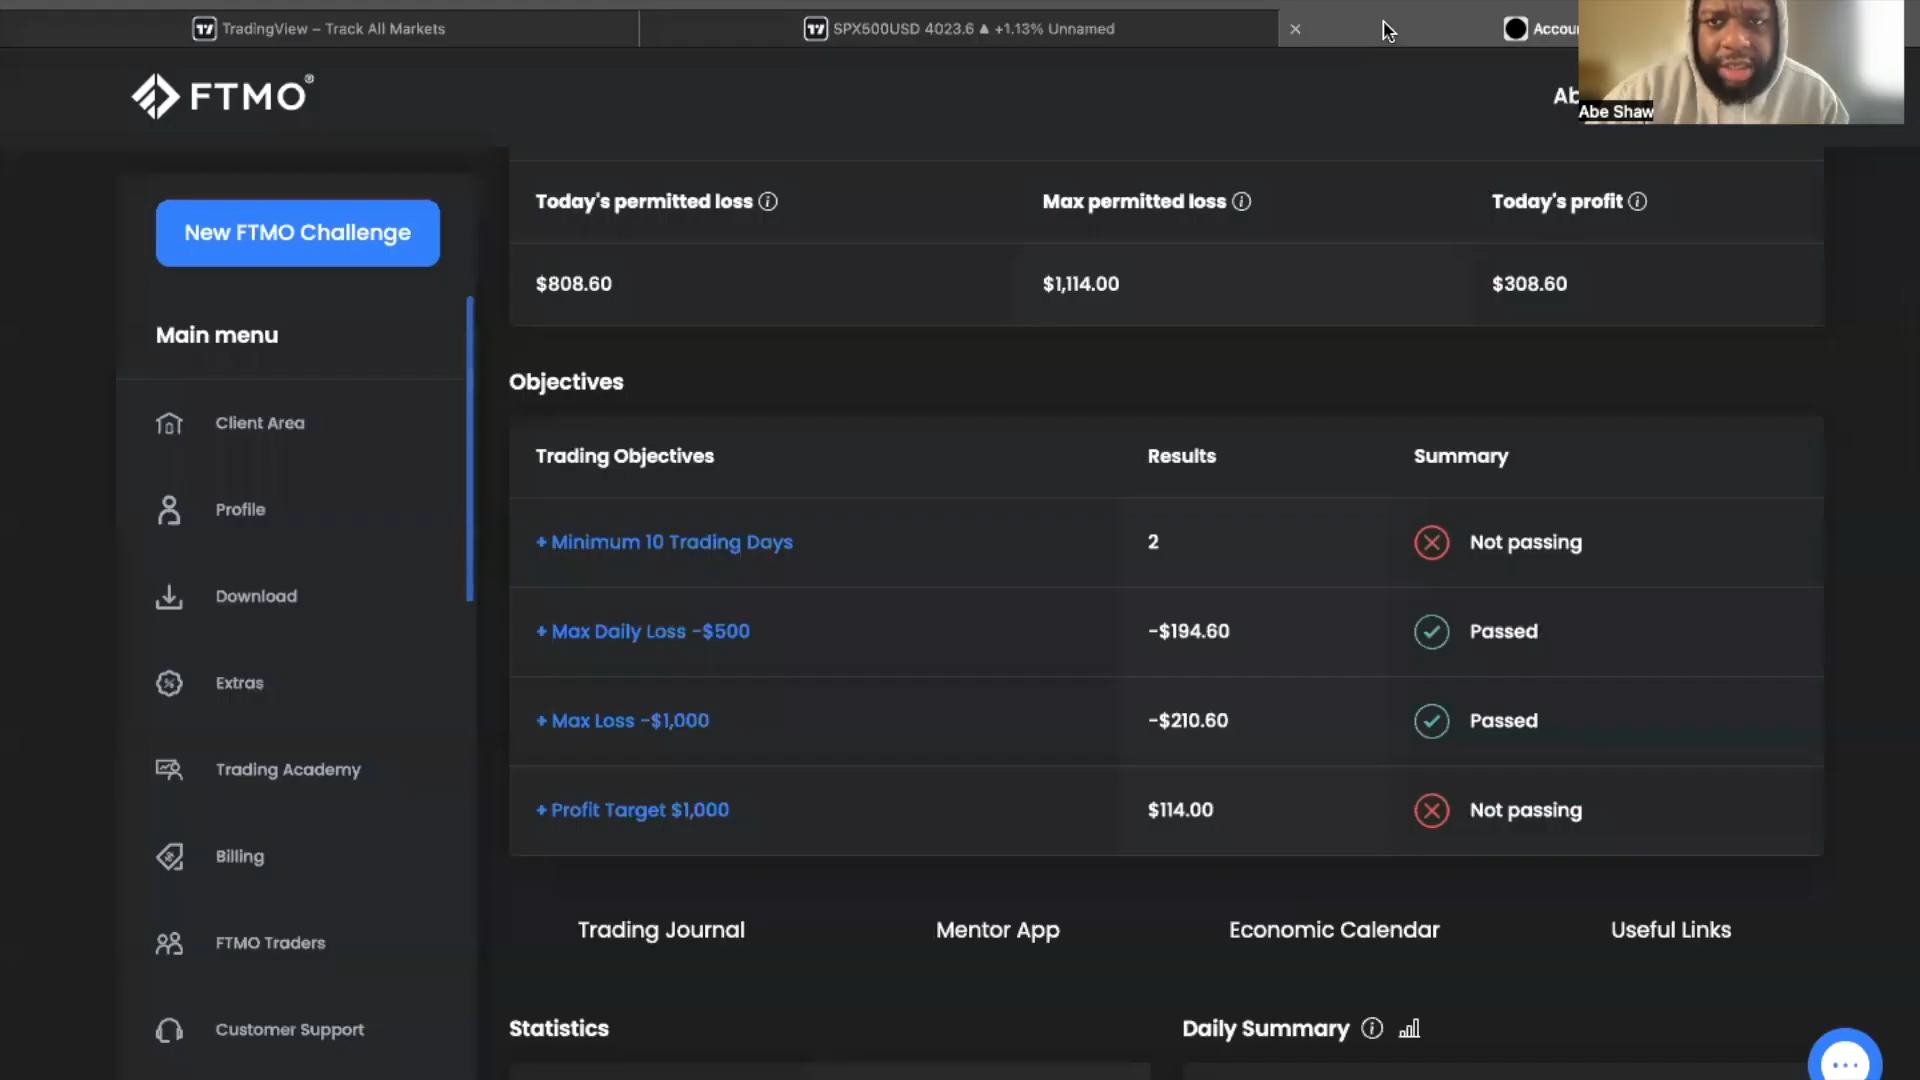 TradingView – Track All Markets
SPX500USD 4023.6 ▲ +1.13% Unnamed
FTMO®
Abe Shaw
New FTMO Challenge
Main menu
Client Area
Profile
Download
Extras
Trading Academy
Billing
FTMO Traders
Customer Support
Today's permitted loss
Max permitted loss
Today's profit
$808.60
$1,114.00
$308.60
Objectives
Trading Objectives
Results
Summary
+ Minimum 10 Trading Days
2
Not passing
+ Max Daily Loss -$500
-$194.60
Passed
+ Max Loss -$1,000
-$210.60
Passed
+ Profit Target $1,000
$114.00
Not passing
Trading Journal
Mentor App
Economic Calendar
Useful Links
Statistics
Daily Summary